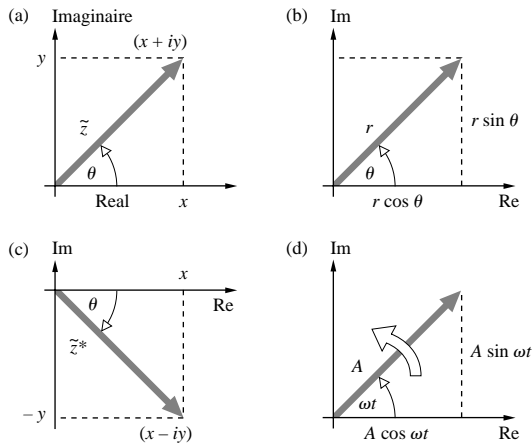 (a)
Imaginaire
(x + iy)
y
z̃
θ
Real
x
(b)
Im
r
r sin θ
θ
r cos θ
Re
(c)
Im
x
θ
Re
z̃*
−y
(x – iy)
(d)
Im
A
A sin ωt
ωt
A cos ωt
Re